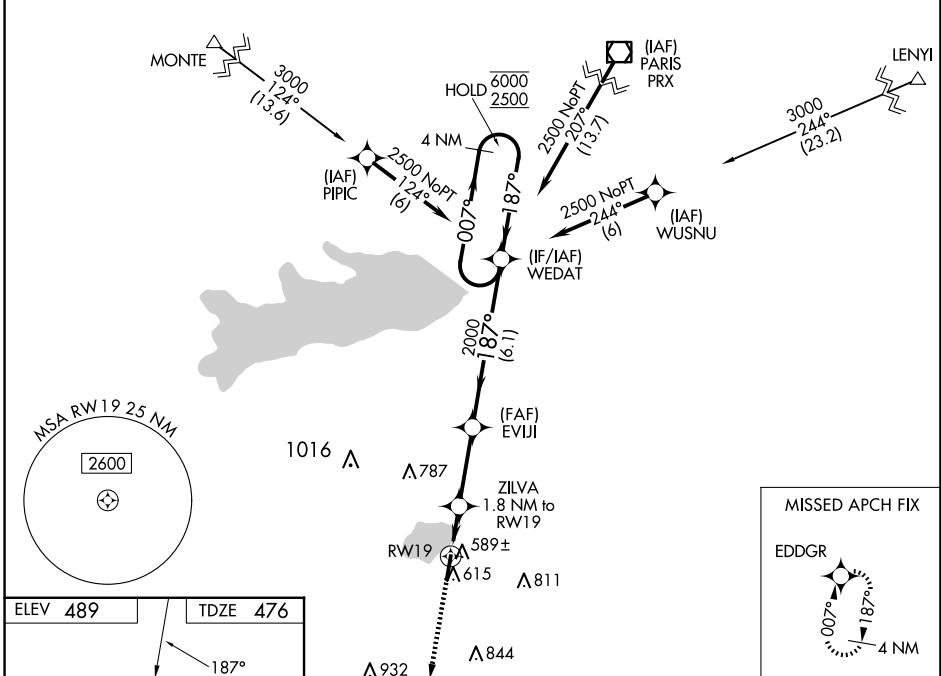 MONTE
3000
124°
(13.6)
(IAF)
PIPIC
2500 NoPT
124°
(6)
HOLD 6000
2500
4 NM
007°
187°
(IAF)
PARIS
PRX
2500 NoPT
207°
(13.7)
LENYI
3000
244°
(23.2)
2500 NoPT
244°
(6)
(IAF)
WUSNU
(IF/IAF)
WEDAT
2000
187°
(6.1)
(FAF)
EVIJI
MSA RW19 25 NM
2600
1016
787
ZILVA
1.8 NM to
RW19
RW19
589±
615
811
844
932
MISSED APCH FIX
EDDGR
007°
187°
4 NM
ELEV 489
TDZE 476
187°